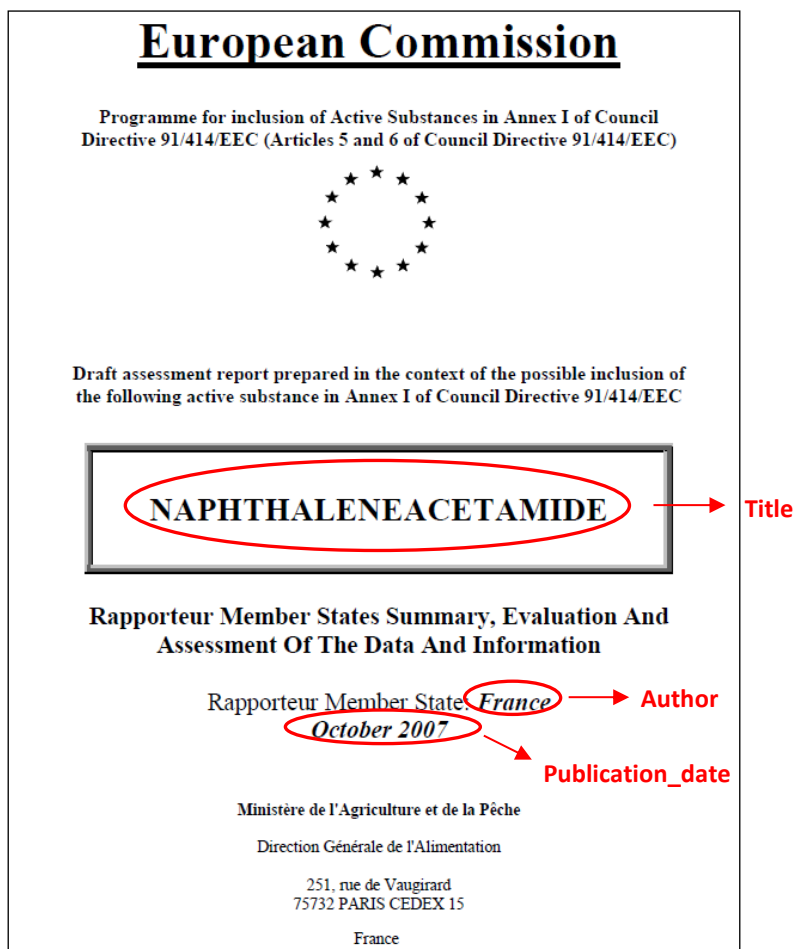 European Commission
Programme for inclusion of Active Substances in Annex I of Council
Directive 91/414/EEC (Articles 5 and 6 of Council Directive 91/414/EEC)
Draft assessment report prepared in the context of the possible inclusion of
the following active substance in Annex I of Council Directive 91/414/EEC
NAPHTHALENEACETAMIDE
Title
Rapporteur Member States Summary, Evaluation And
Assessment Of The Data And Information
Rapporteur Member State: France
Author
October 2007
Publication_date
Ministère de l'Agriculture et de la Pêche
Direction Générale de l'Alimentation
251, rue de Vaugirard
75732 PARIS CEDEX 15
France